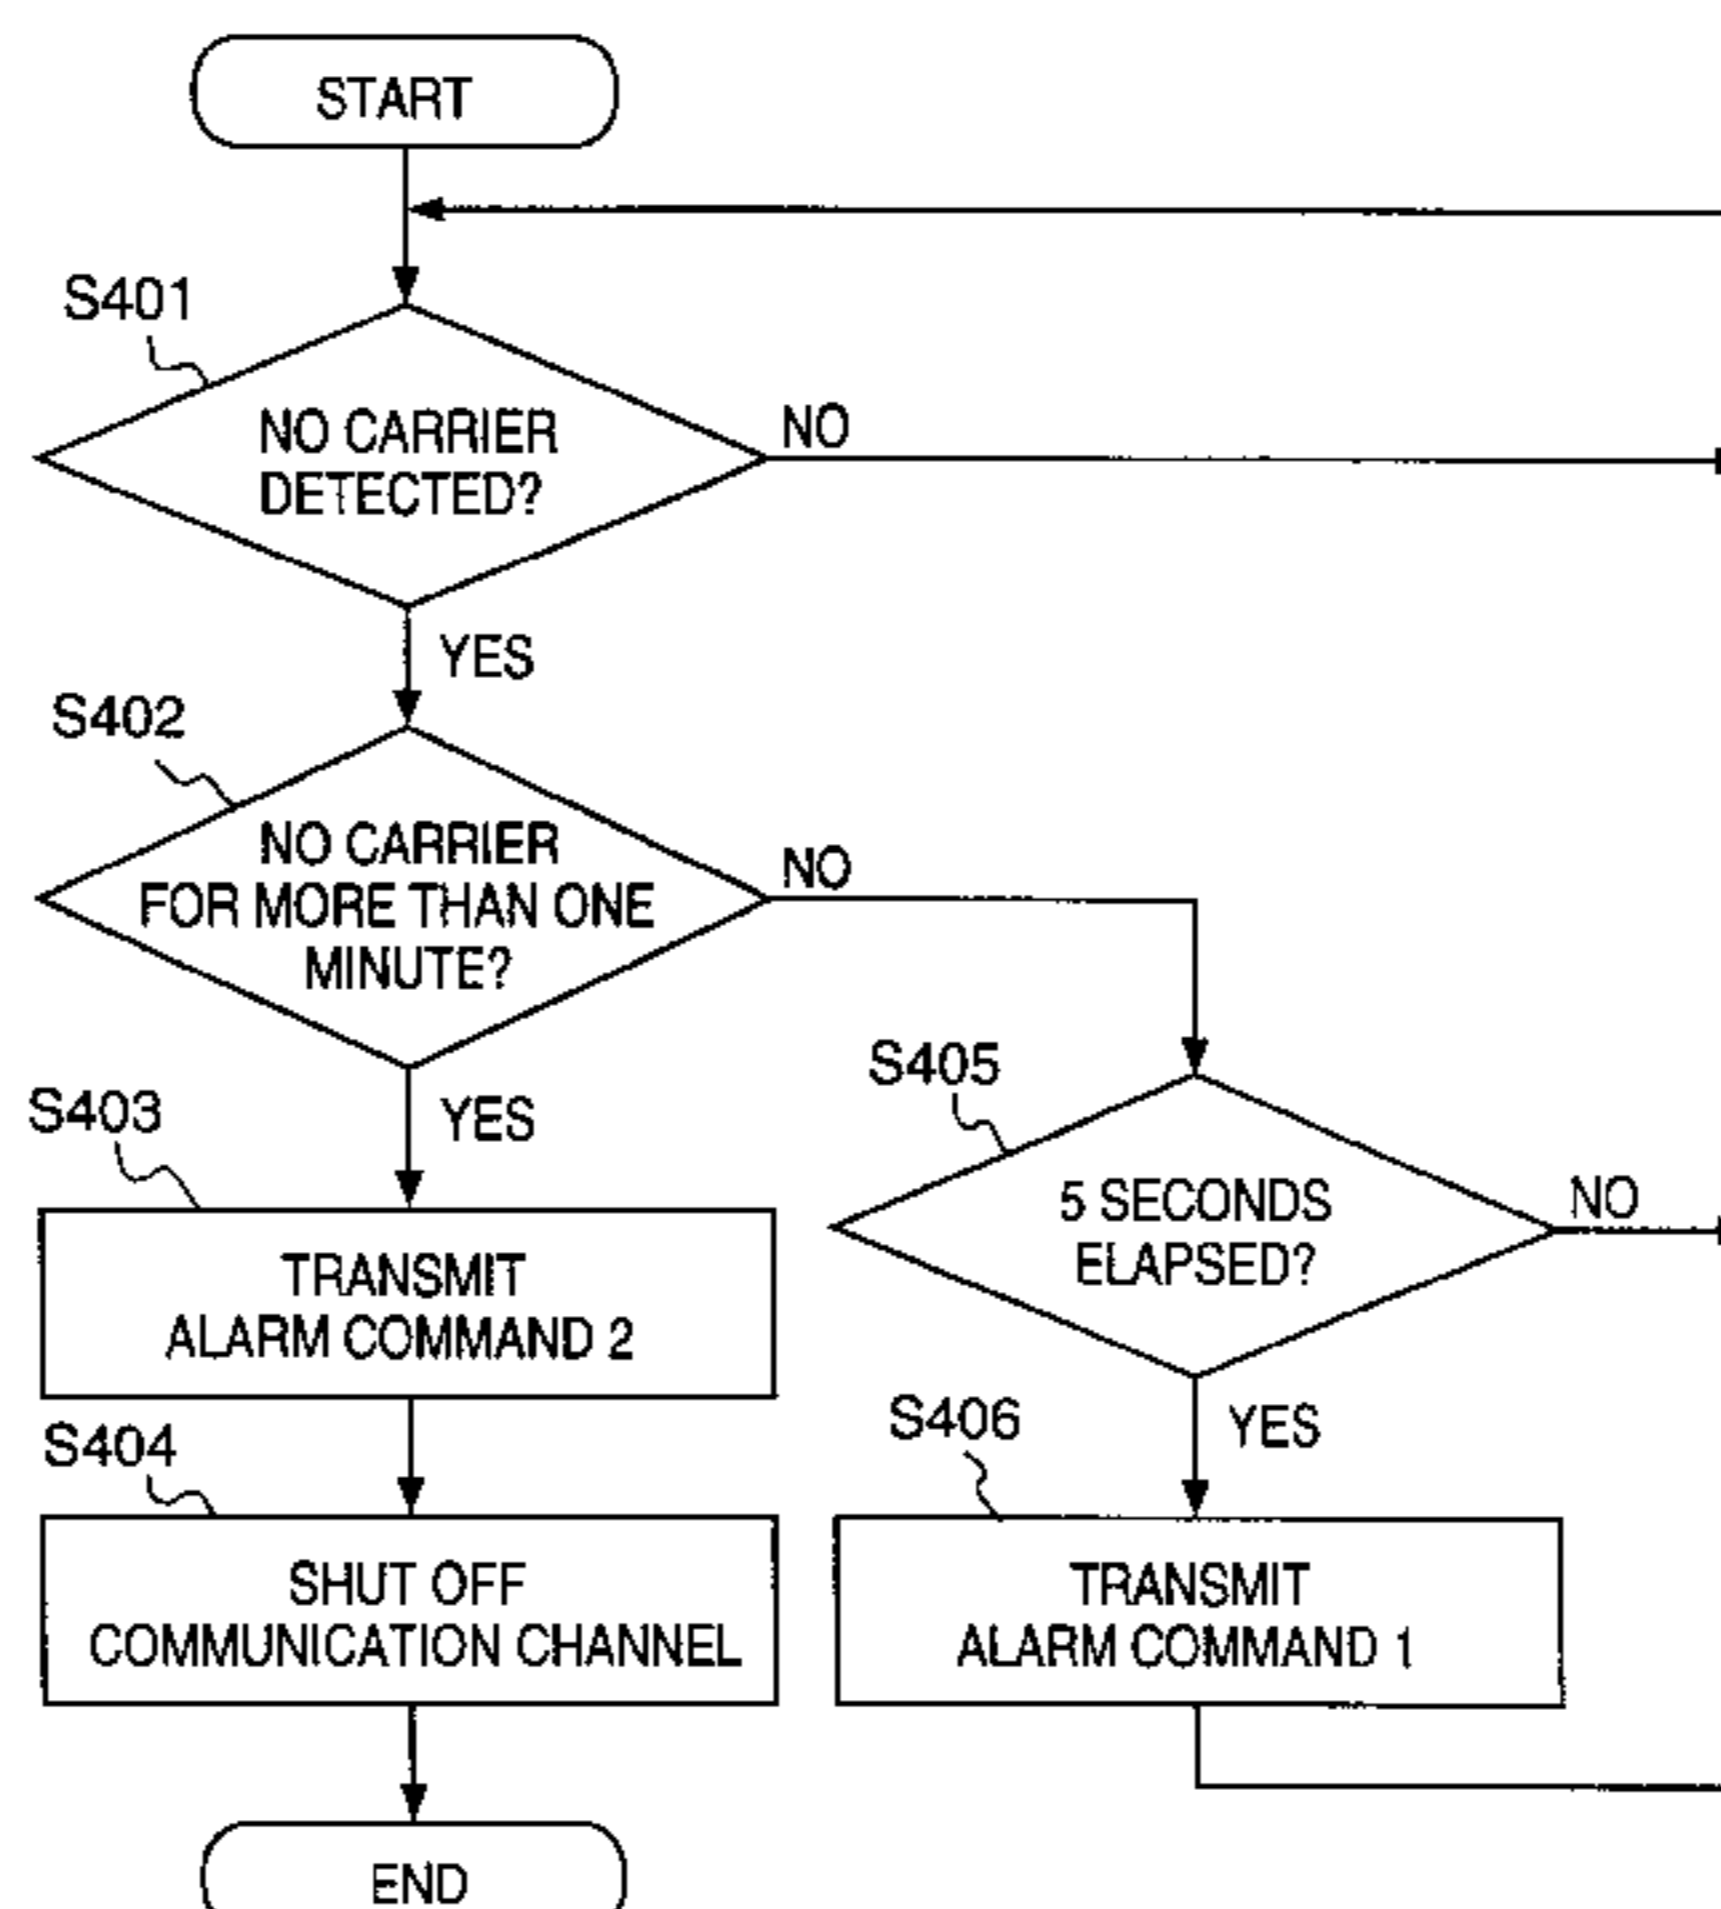 START
S401
NO CARRIER
DETECTED?
NO
YES
S402
NO CARRIER
FOR MORE THAN ONE
MINUTE?
NO
YES
S403
TRANSMIT
ALARM COMMAND 2
S404
SHUT OFF
COMMUNICATION CHANNEL
END
S405
5 SECONDS
ELAPSED?
NO
YES
S406
TRANSMIT
ALARM COMMAND 1